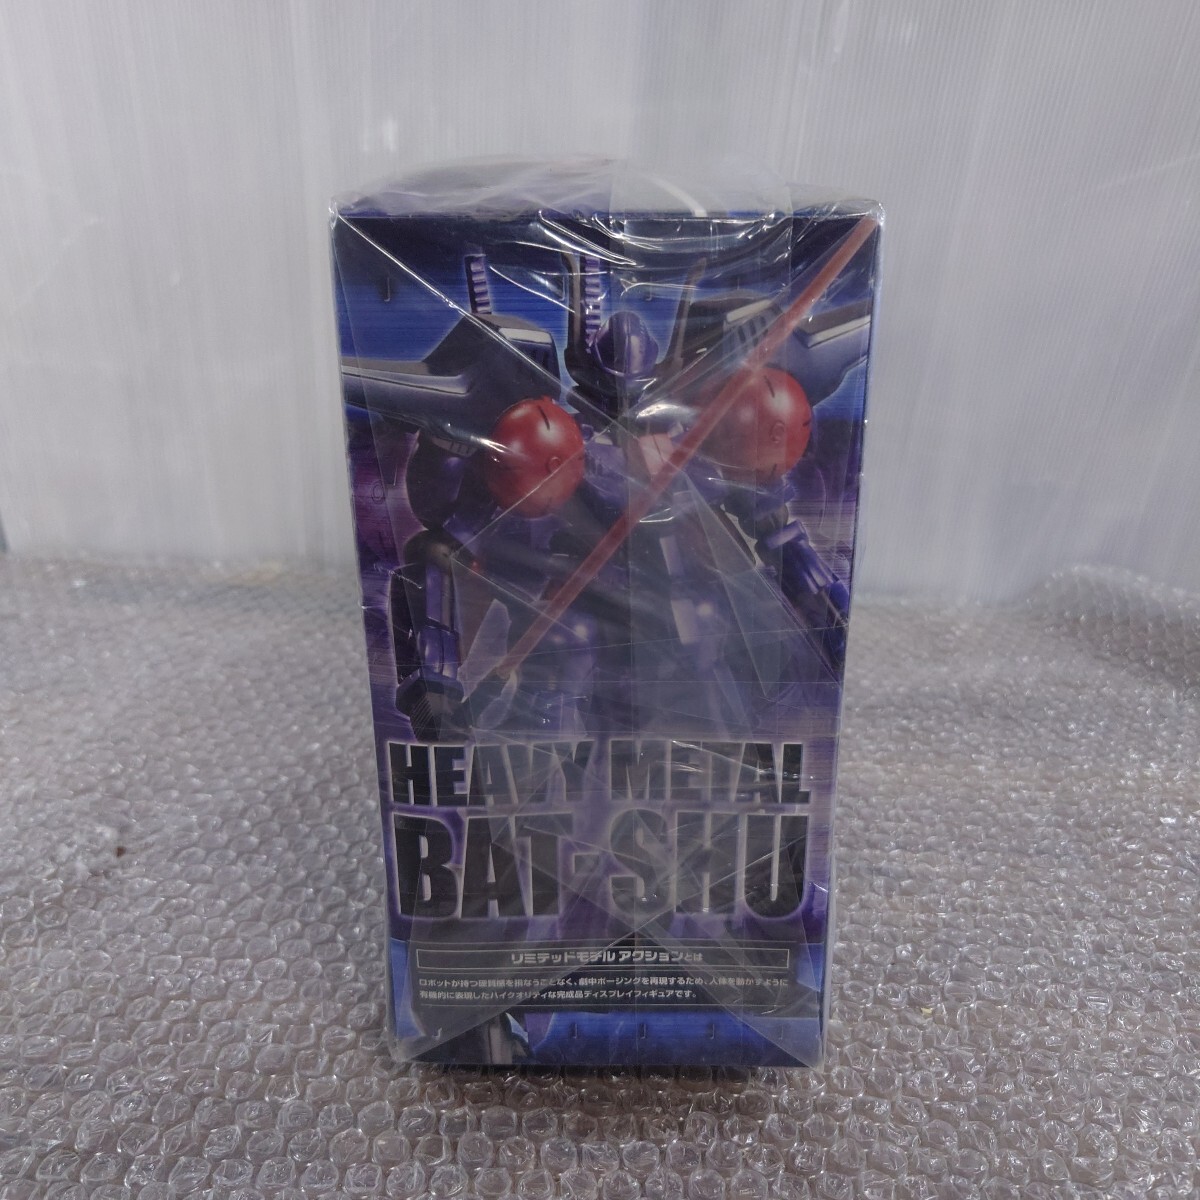 HEAVY METAL
BAT-SHU
リミテッドモデル アクションとは
ロボットが持つ硬質感を損なうことなく、劇中ポージングを再現するため、人体を動かすように
有機的に表現したハイクオリティな完成品ディスプレイフィギュアです。